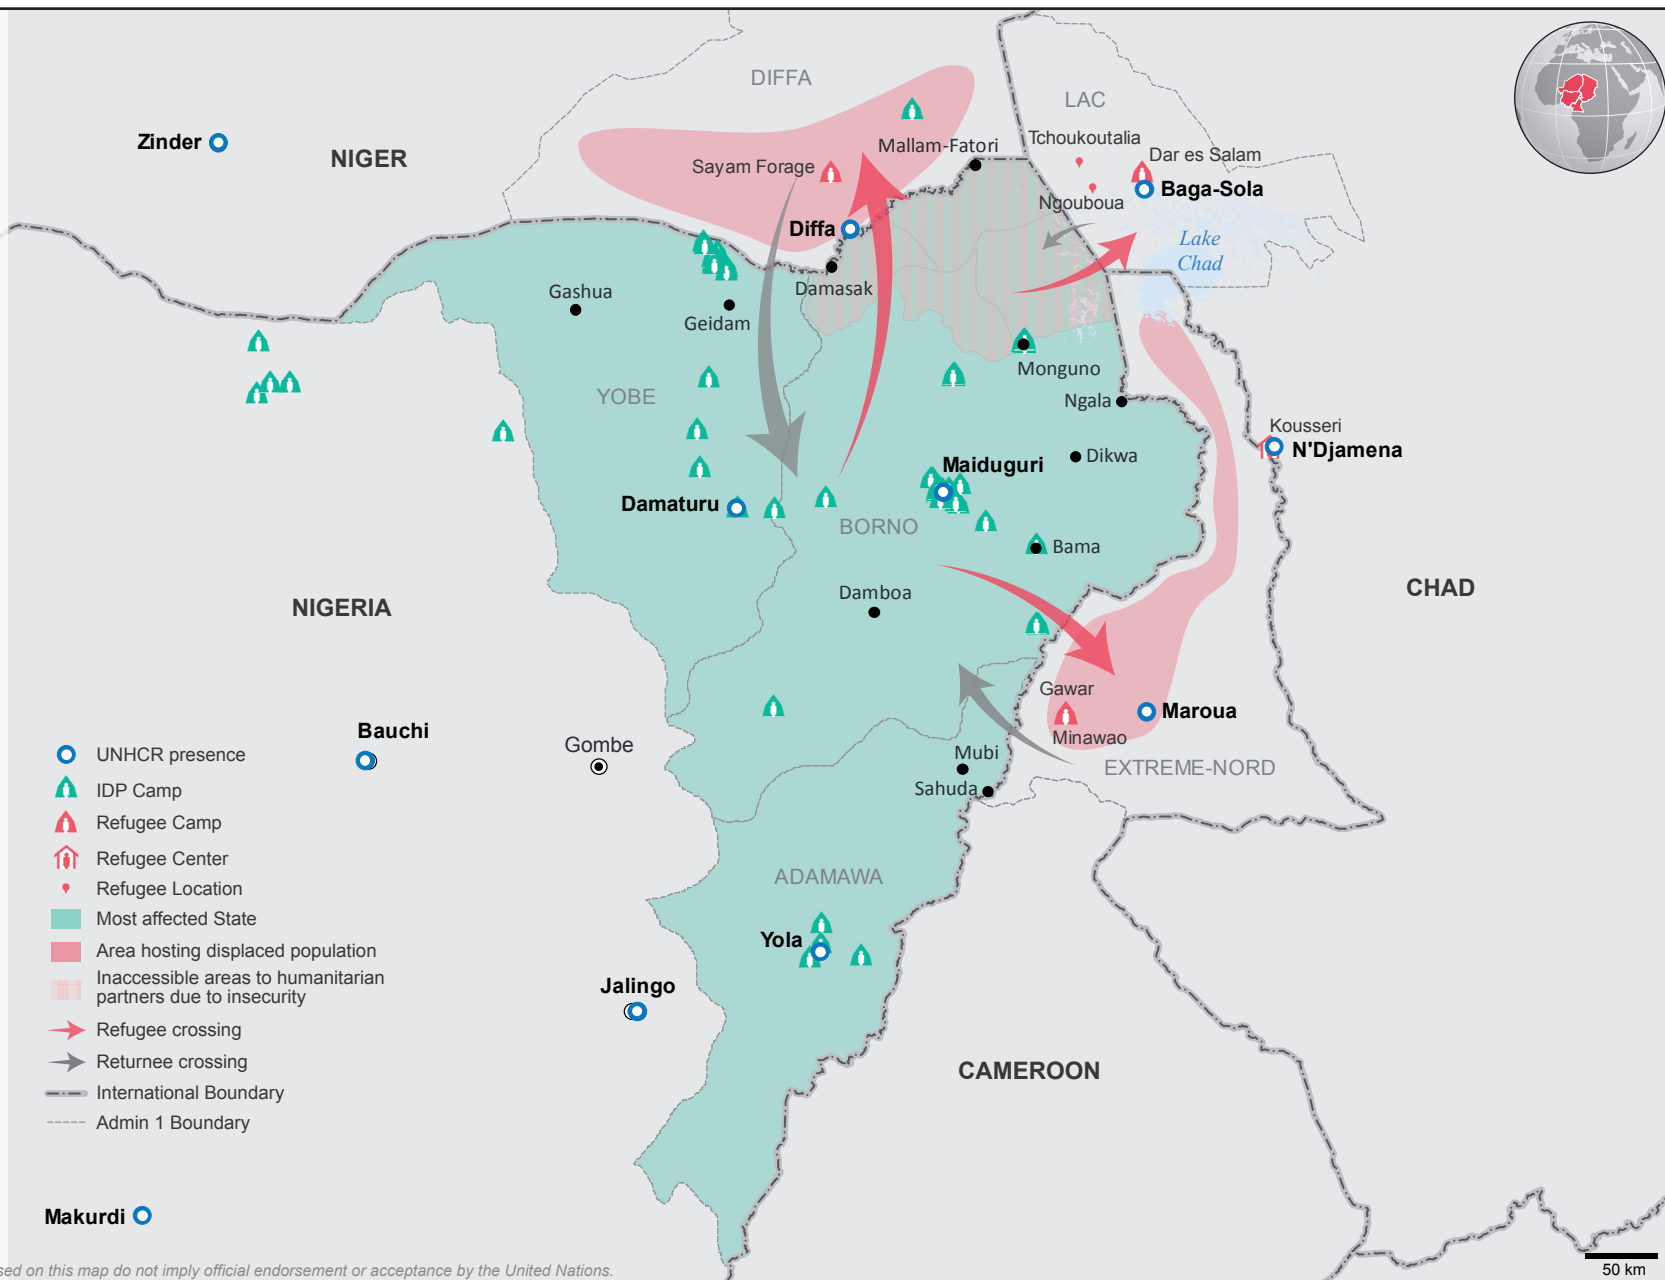 DIFFA
LAC
Zinder
NIGER
Mallam-Fatori
Tchoukoutalia
Dar es Salam
Sayam Forage
Baga-Sola
Ngouboua
Diffa
Lake
Chad
Damasak
Gashua
Geidam
Monguno
YOBE
Ngala
Kousseri
N'Djamena
Dikwa
Maiduguri
Damaturu
BORNO
Bama
CHAD
Damboa
NIGERIA
Gawar
Maroua
Minawao
Bauchi
Gombe
Mubi
EXTREME-NORD
Sahuda
UNHCR presence
IDP Camp
Refugee Camp
Refugee Center
Refugee Location
Most affected State
Area hosting displaced population
Inaccessible areas to humanitarian
partners due to insecurity
Refugee crossing
Returnee crossing
International Boundary
Admin 1 Boundary
ADAMAWA
Yola
Jalingo
CAMEROON
Makurdi
sed on this map do not imply official endorsement or acceptance by the United Nations.
50 km